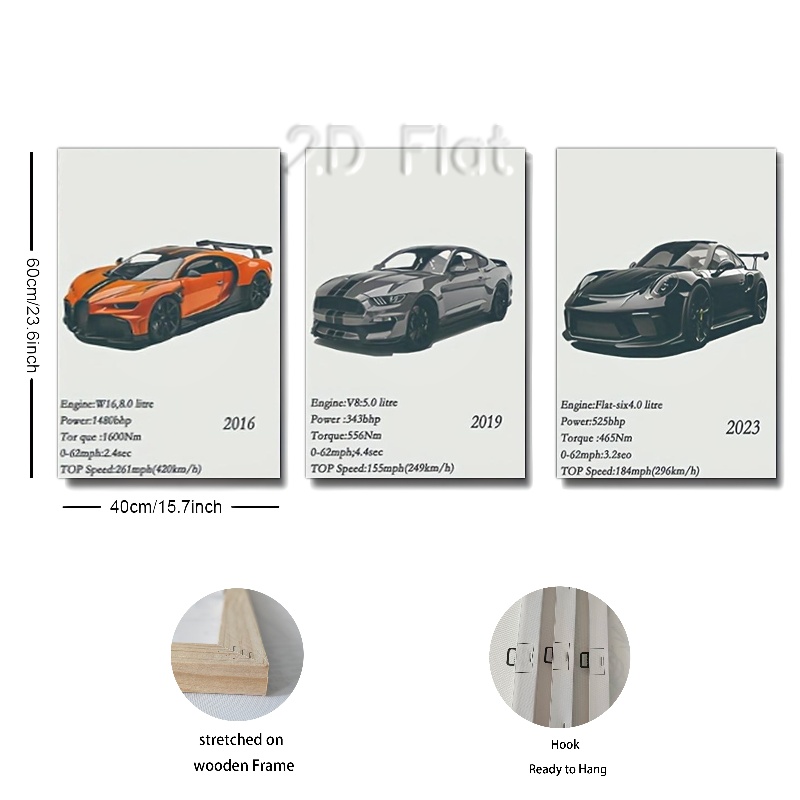 2D Flat
60cm/23.6inch
Engine:W16,8.0 litre
Power:1480bhp
Tor que :1600Nm
0-62mph:2.4sec
TOP Speed:261mph(420km/h)
2016
Engine:V8:5.0 litre
Power :343bhp
Torque:556Nm
0-62mph;4.4sec
TOP Speed:155mph(249km/h)
2019
Engine:Flat-six4.0 litre
Power:525bhp
Torque :465Nm
0-62mph:3.2seo
TOP Speed:184mph(296km/h)
2023
40cm/15.7inch
stretched on
wooden Frame
Hook
Ready to Hang